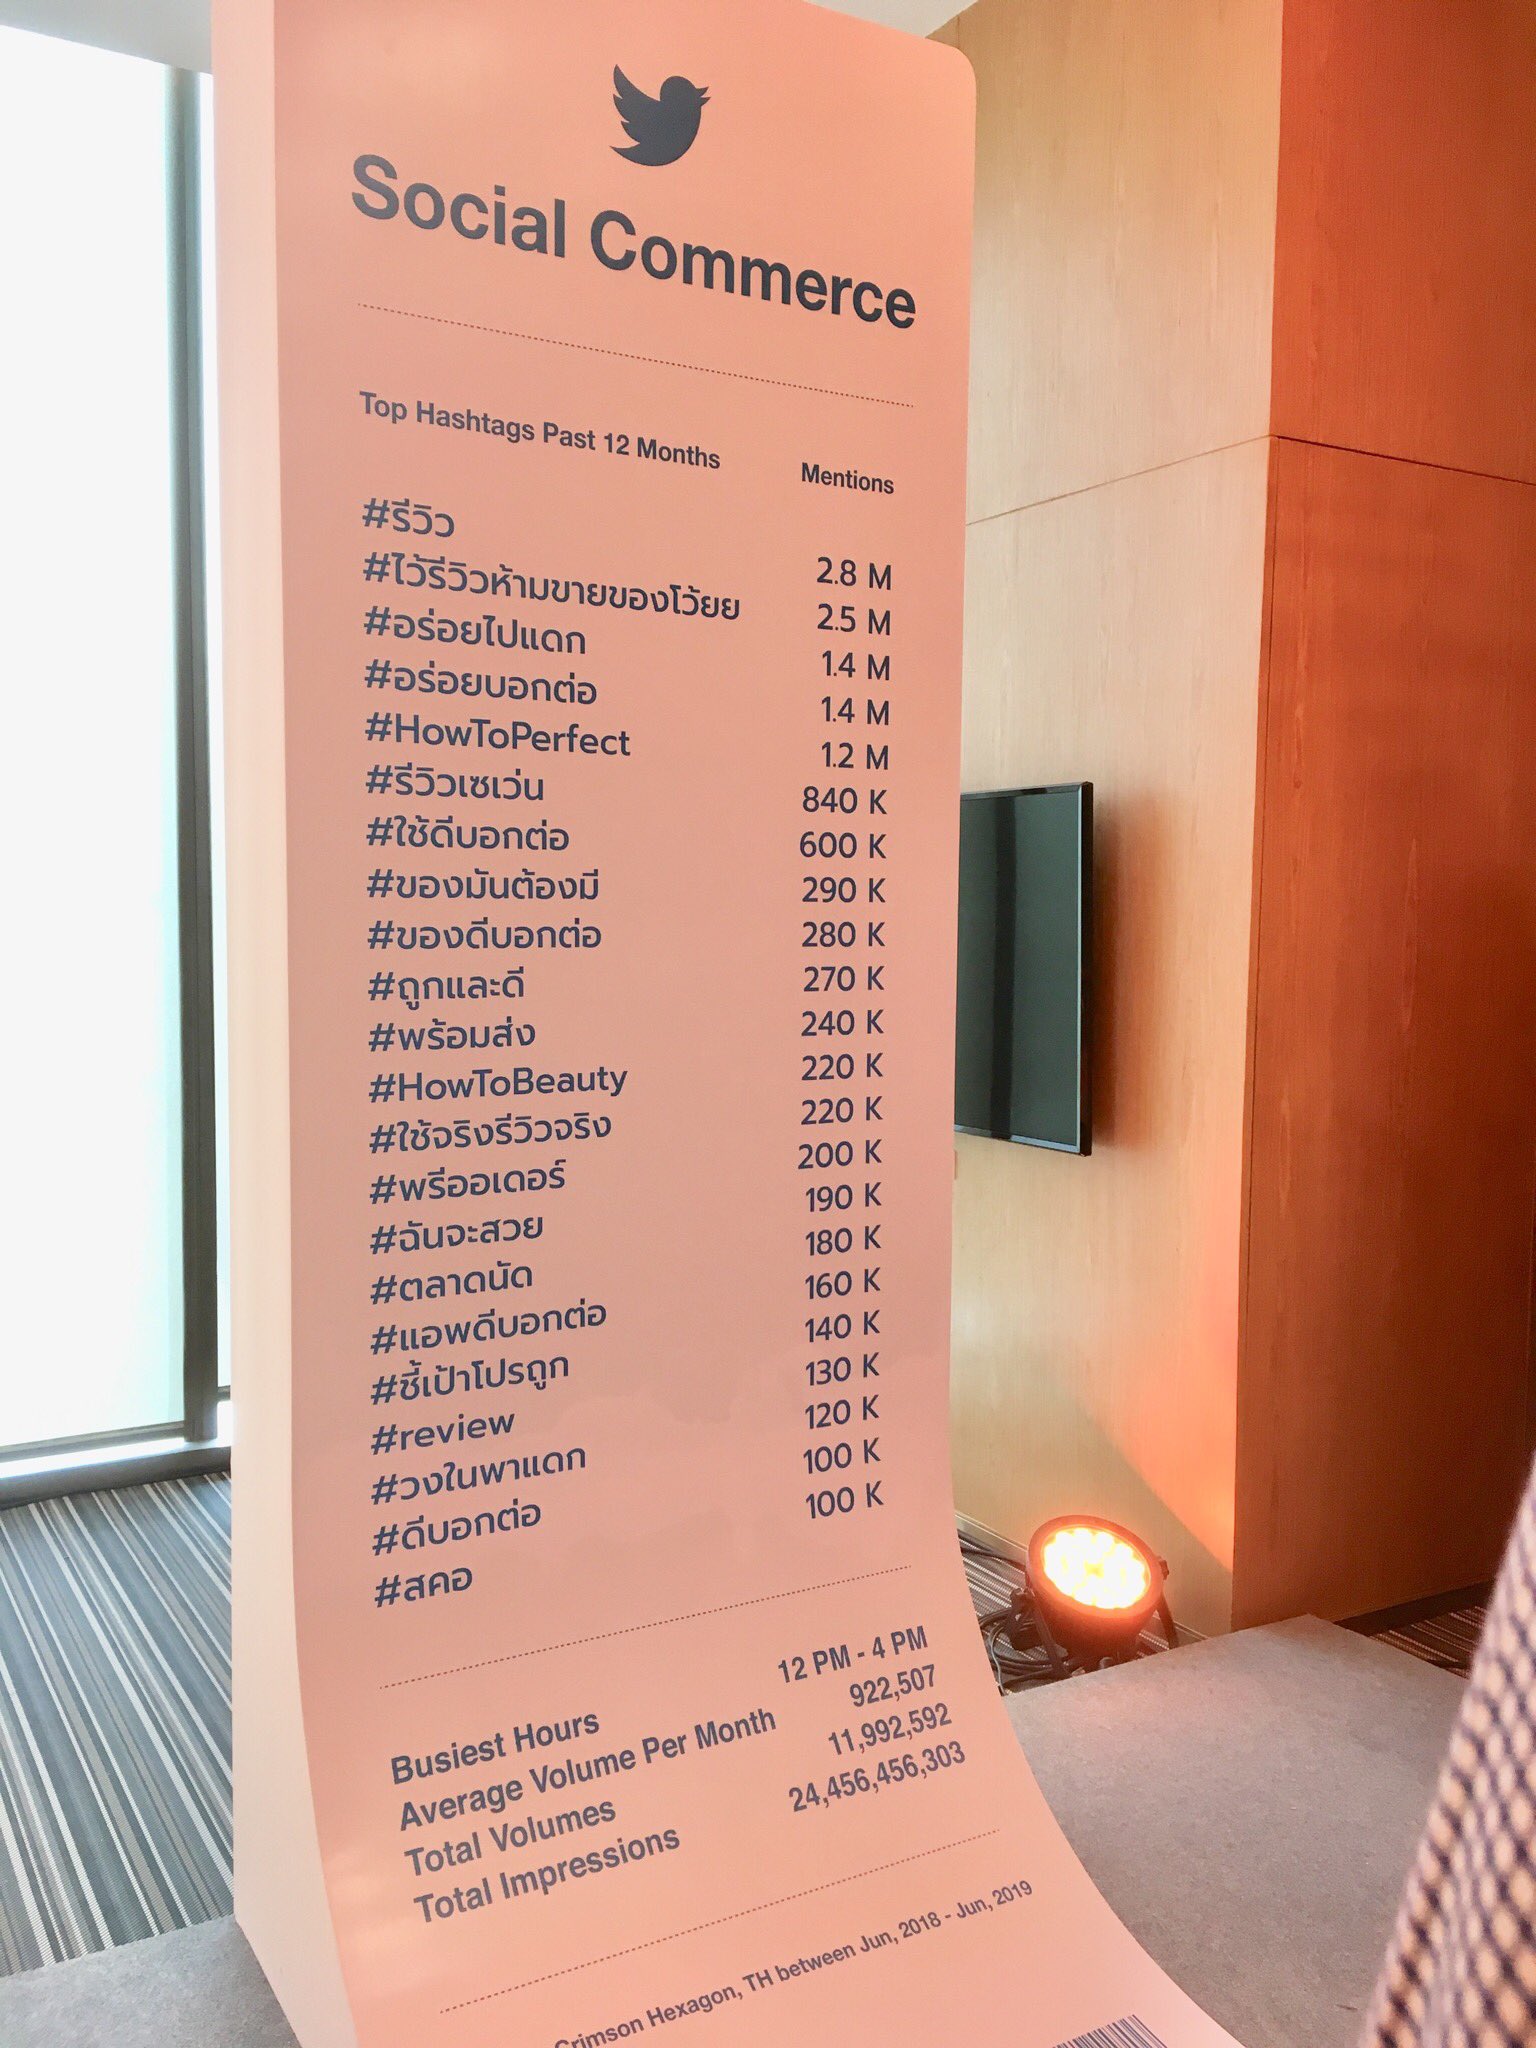 Social Commerce
Top Hashtags Past 12 Months Mentions
#รีวิว 2.8 M
#ไว้รีวิวห้ามขายของโว้ยย 2.5 M
#อร่อยไปแดก 1.4 M
#อร่อยบอกต่อ 1.4 M
#HowToPerfect 1.2 M
#รีวิวเซเว่น 840 K
#ใช้ดีบอกต่อ 600 K
#ของมันต้องมี 290 K
#ของดีบอกต่อ 280 K
#ถูกและดี 270 K
#พร้อมส่ง 240 K
#HowToBeauty 220 K
#ใช้จริงรีวิวจริง 220 K
#พรีออเดอร์ 200 K
#ฉันจะสวย 190 K
#ตลาดนัด 180 K
#แอพดีบอกต่อ 160 K
#ชี้เป้าโปรถูก 140 K
#review 130 K
#วงในพาแดก 120 K
#ดีบอกต่อ 100 K
#สคอ 100 K
Busiest Hours 12 PM - 4 PM
Average Volume Per Month 922,507
Total Volumes 11,992,592
Total Impressions 24,456,456,303
Crimson Hexagon, TH between Jun, 2018 - Jun, 2019